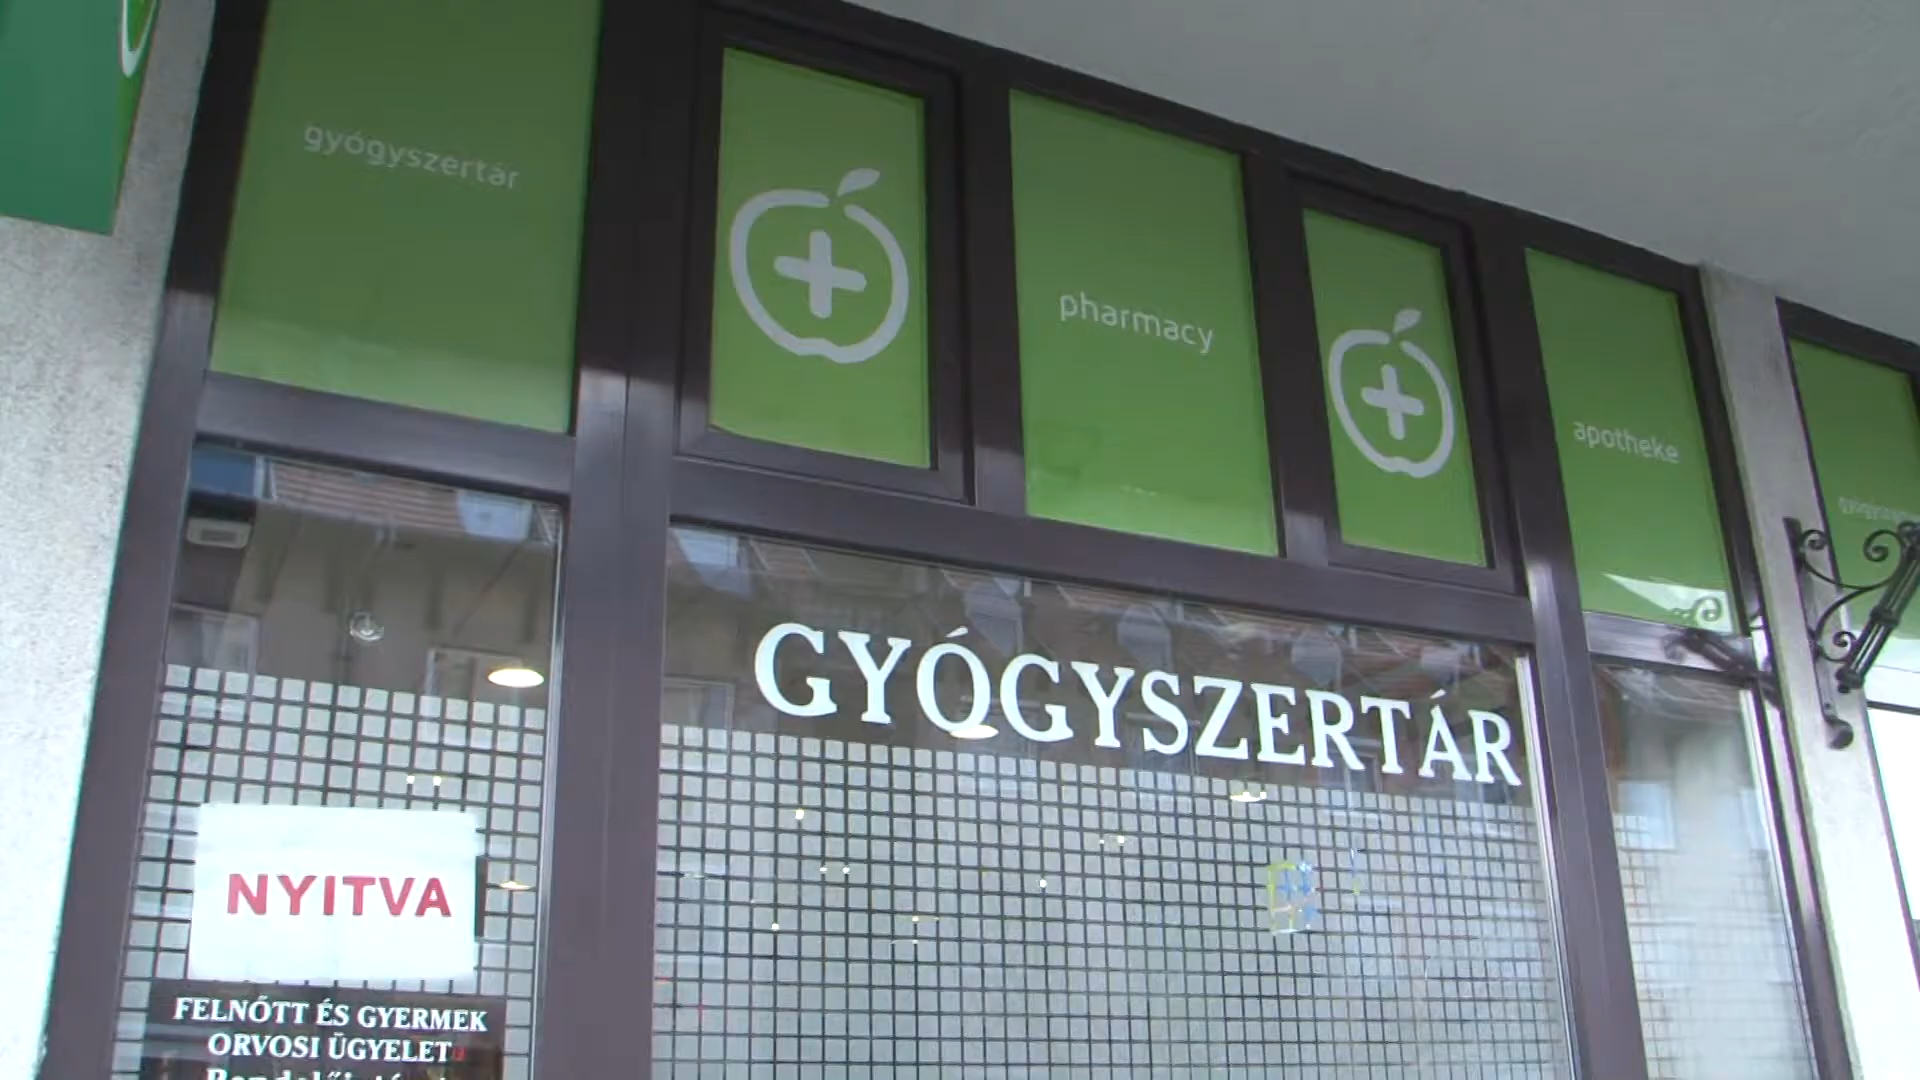 gyógyszertár
pharmacy
apotheke
GYÓGYSZERTÁR
NYITVA
FELNŐTT ÉS GYERMEK
ORVOSI ÜGYELET